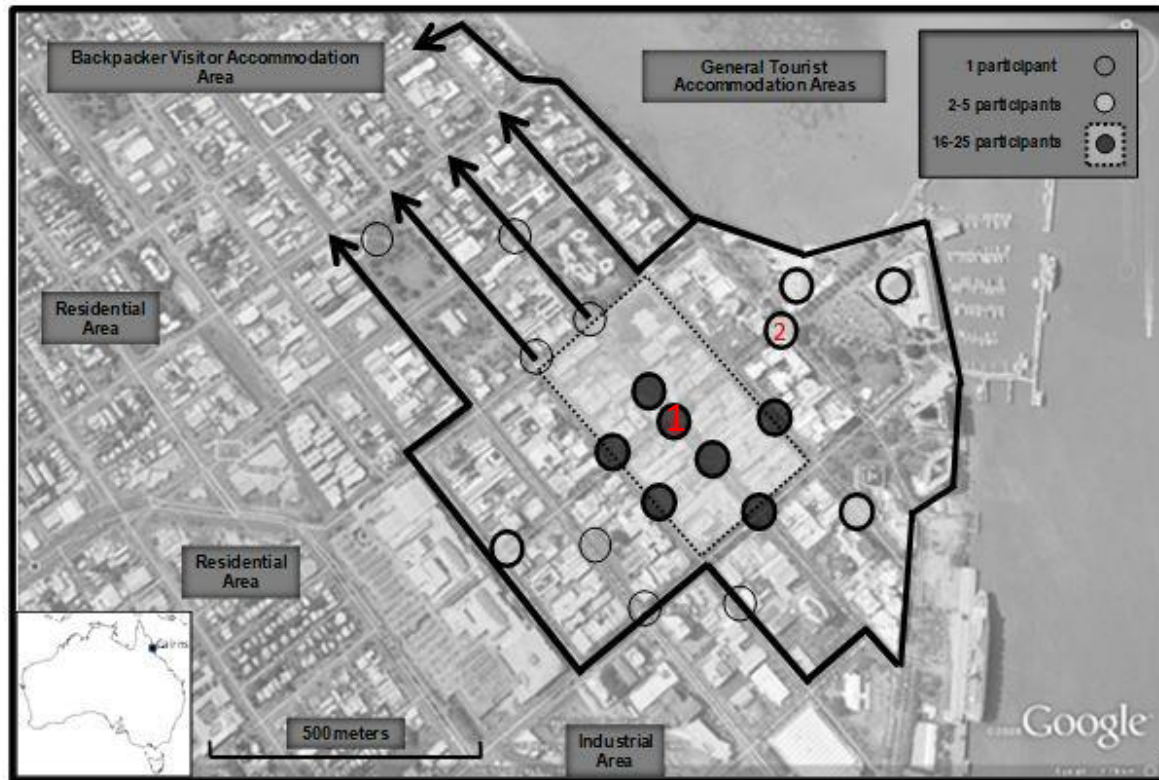 Backpacker Visitor Accommodation
Area
General Tourist
Accommodation Areas
1 participant
2-5 participants
16-25 participants
Residential
Area
2
1
Residential
Area
Cairns
500 meters
Industrial
Area
Google